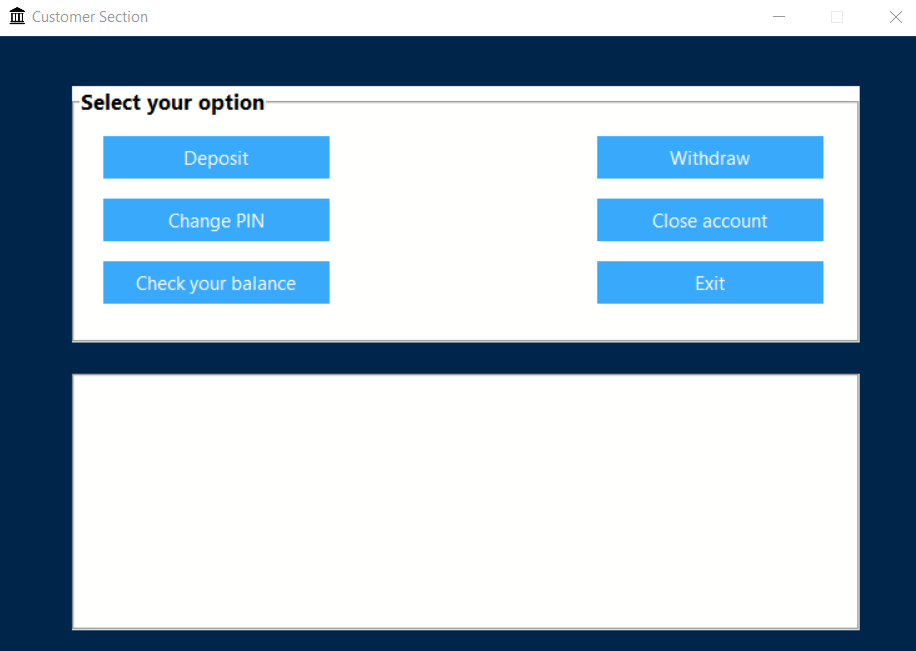 Customer Section
Select your option
Deposit
Withdraw
Change PIN
Close account
Check your balance
Exit